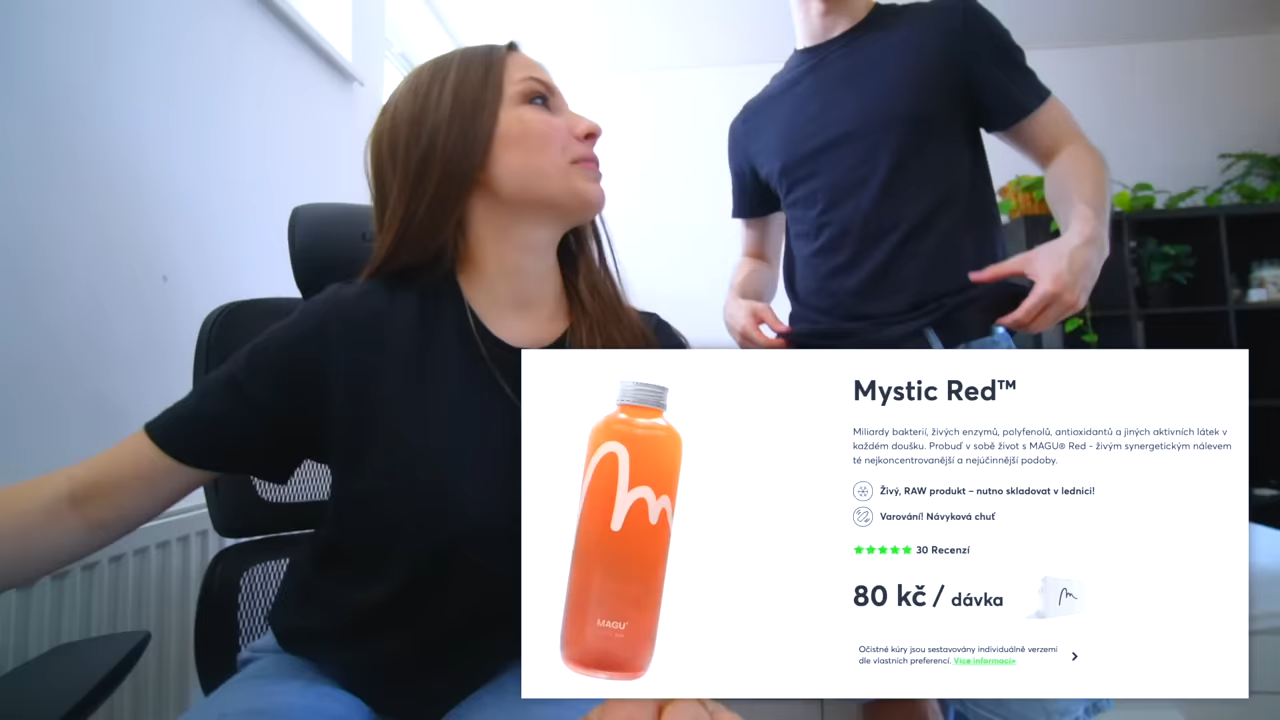 Mystic Red™
Miliardy bakterií, živých enzymů, polyfenolů, antioxidantů a jiných aktivních látek v
každém doušku. Probuď v sobě život s MAGU® Red - živým synergetickým nálevem
té nejkoncentrovanější a nejúčinnější podoby.
Živý, RAW produkt – nutno skladovat v lednici!
Varování! Návyková chuť
30 Recenzí
80 kč / dávka
Očistné kúry jsou sestavovány individuálně verzemi
dle vlastních preferencí. Více informací>
m
MAGU®